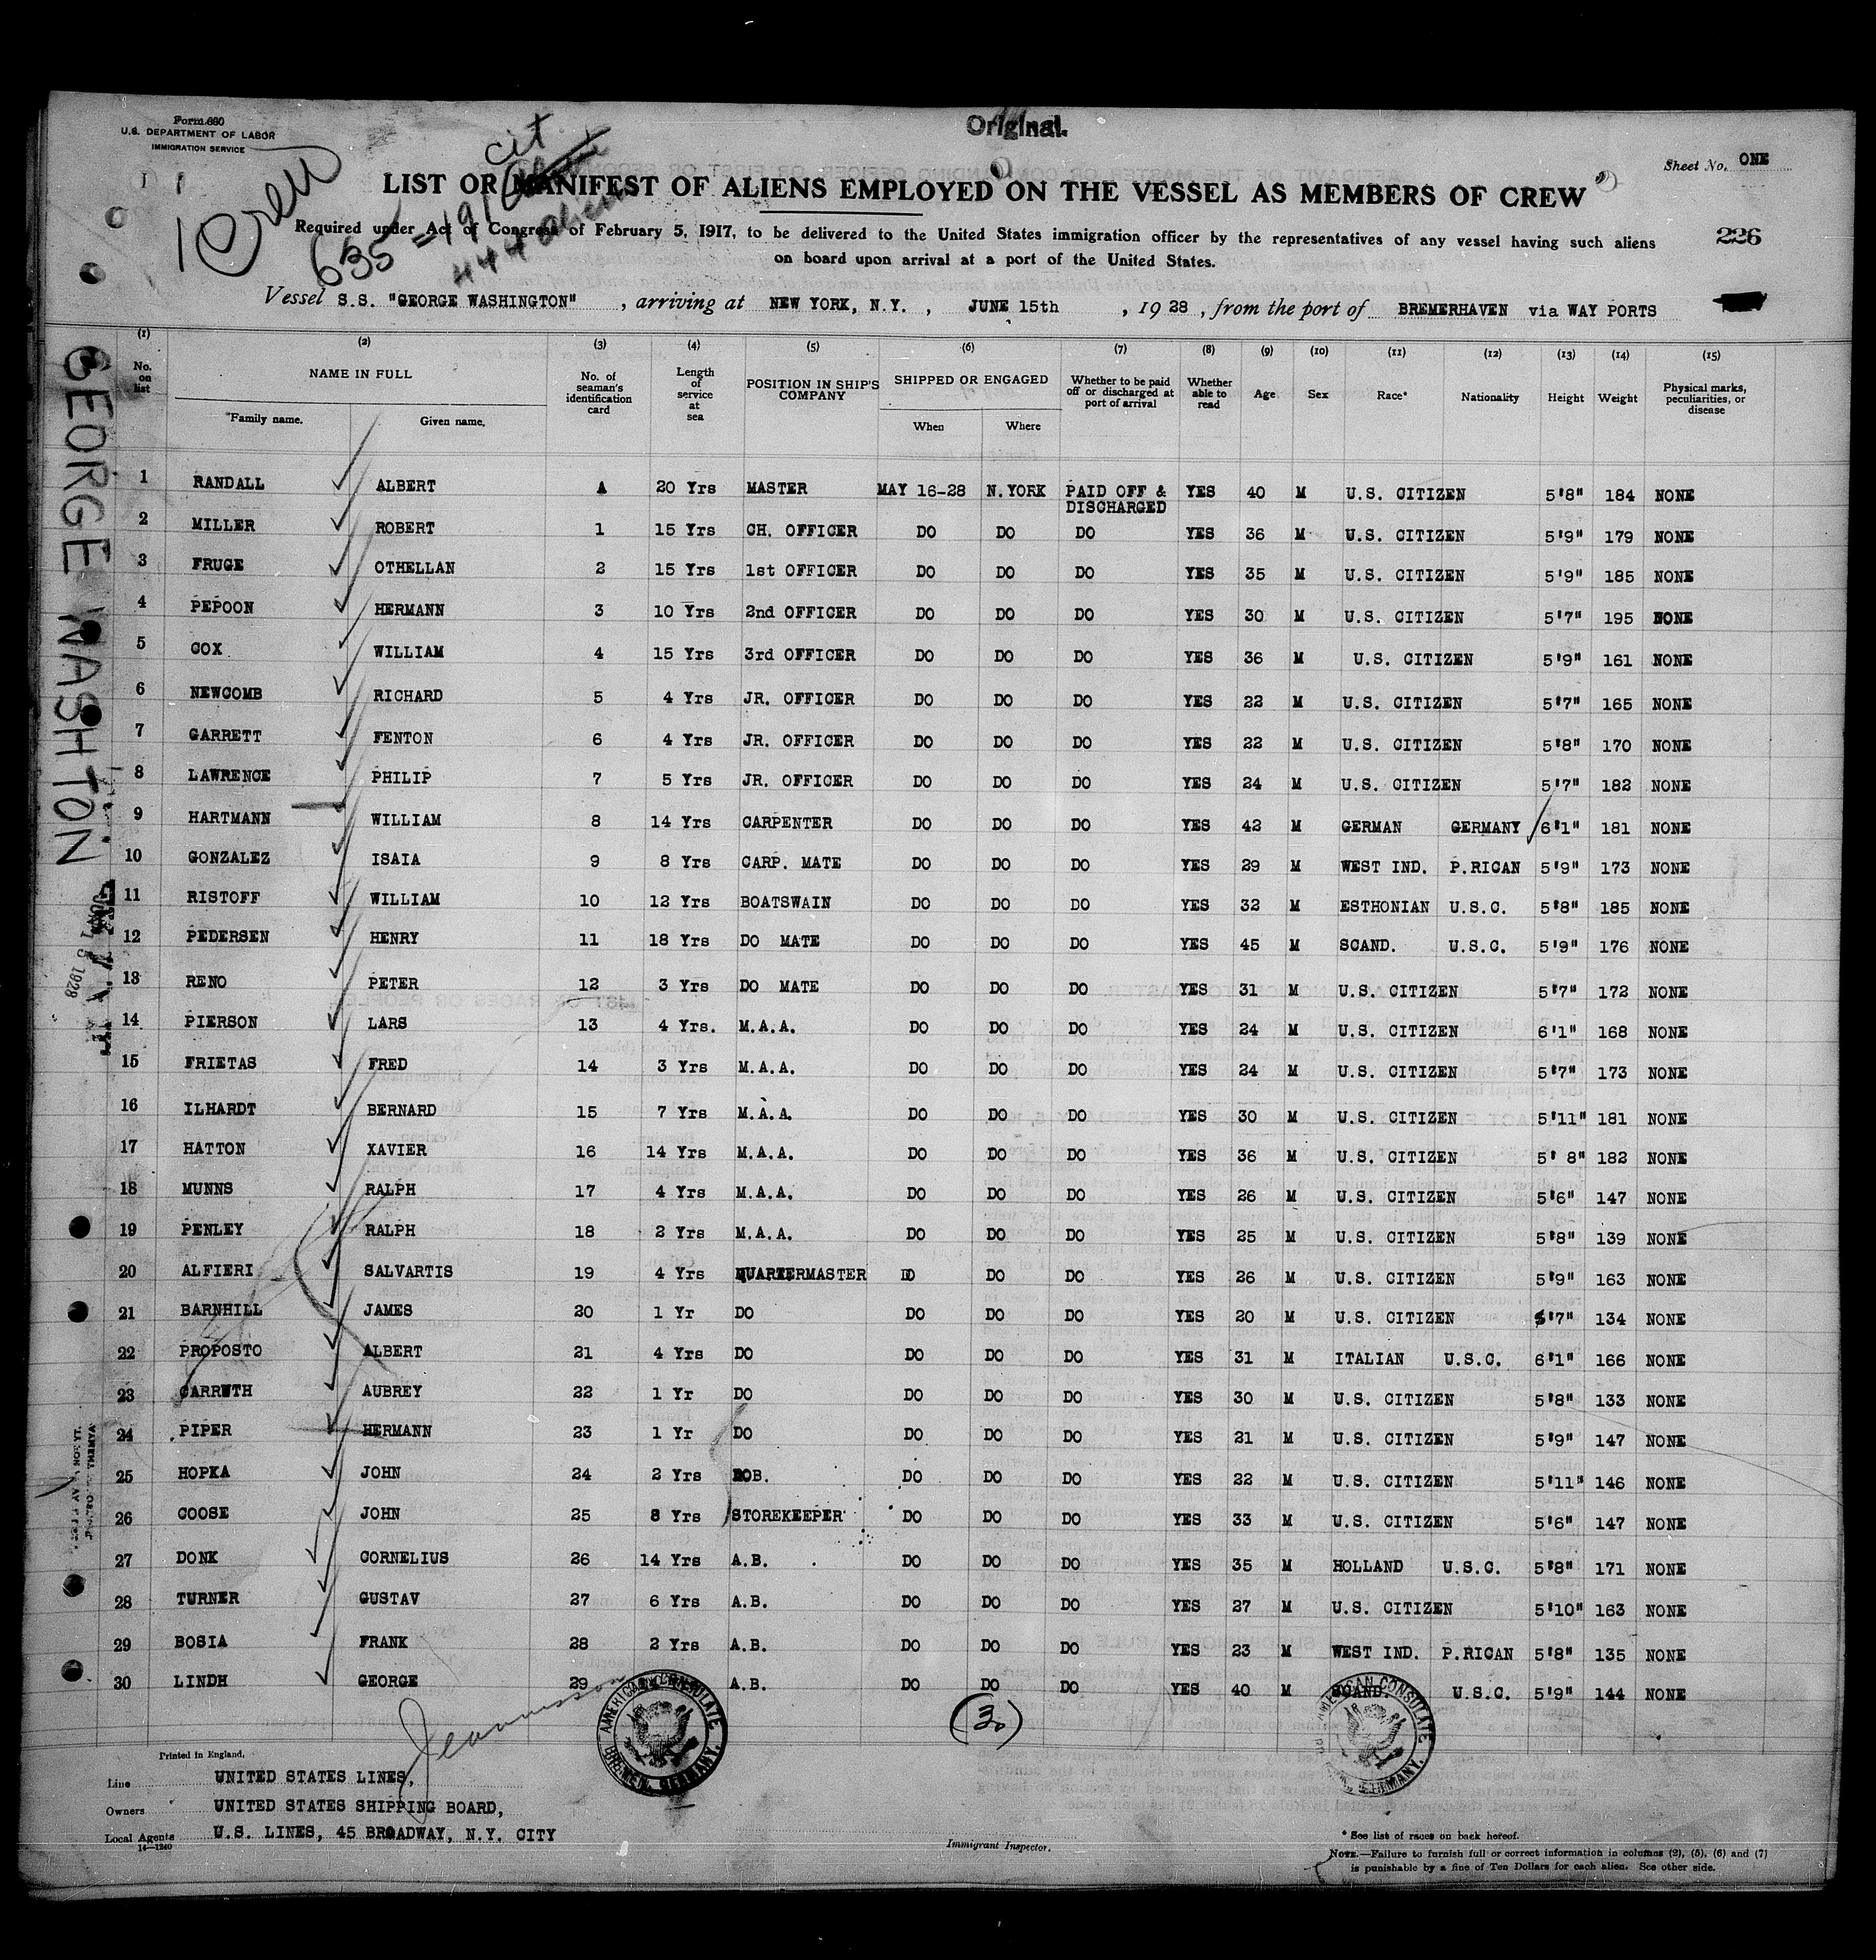 Form 680
U.S. DEPARTMENT OF LABOR
IMMIGRATION SERVICE
Original.
Sheet No. ONE
1 Crew
cit
635 = 191
444 aliens
LIST OR MANIFEST OF ALIENS EMPLOYED ON THE VESSEL AS MEMBERS OF CREW
Required under Act of Congress of February 5, 1917, to be delivered to the United States immigration officer by the representatives of any vessel having such aliens
on board upon arrival at a port of the United States.
226
Vessel S.S. "GEORGE WASHINGTON", arriving at NEW YORK, N.Y., JUNE 15th, 1928, from the port of BREMERHAVEN via WAY PORTS
GEORGE WASHTON
(1) (2) (3) (4) (5) (6) (7) (8) (9) (10) (11) (12) (13) (14) (15)
No. on list NAME IN FULL No. of seaman's identification card Length of service at sea POSITION IN SHIP'S COMPANY SHIPPED OR ENGAGED Whether to be paid off or discharged at port of arrival Whether able to read Age Sex Race* Nationality Height Weight Physical marks, peculiarities, or disease
Family name. Given name. When Where
1 RANDALL ALBERT A 20 Yrs MASTER MAY 16-28 N.YORK PAID OFF & DISCHARGED YES 40 M U.S. CITIZEN 5'8" 184 NONE
2 MILLER ROBERT 1 15 Yrs CH. OFFICER DO DO DO YES 36 M U.S. CITIZEN 5'9" 179 NONE
3 FRUGE OTHELLAN 2 15 Yrs 1st OFFICER DO DO DO YES 35 M U.S. CITIZEN 5'9" 185 NONE
4 PEPOON HERMANN 3 10 Yrs 2nd OFFICER DO DO DO YES 30 M U.S. CITIZEN 5'7" 195 NONE
5 COX WILLIAM 4 15 Yrs 3rd OFFICER DO DO DO YES 36 M U.S. CITIZEN 5'9" 161 NONE
6 NEWCOMB RICHARD 5 4 Yrs JR. OFFICER DO DO DO YES 22 M U.S. CITIZEN 5'7" 165 NONE
7 GARRETT FENTON 6 4 Yrs JR. OFFICER DO DO DO YES 22 M U.S. CITIZEN 5'8" 170 NONE
8 LAWRENCE PHILIP 7 5 Yrs JR. OFFICER DO DO DO YES 24 M U.S. CITIZEN 5'7" 182 NONE
9 HARTMANN WILLIAM 8 14 Yrs CARPENTER DO DO DO YES 42 M GERMAN GERMANY 6'1" 181 NONE
10 GONZALEZ ISAIA 9 8 Yrs CARP. MATE DO DO DO YES 29 M WEST IND. P.RICAN 5'9" 173 NONE
11 RISTOFF WILLIAM 10 12 Yrs BOATSWAIN DO DO DO YES 32 M ESTHONIAN U.S.C. 5'8" 185 NONE
12 PEDERSEN HENRY 11 18 Yrs DO MATE DO DO DO YES 45 M SCAND. U.S.C. 5'9" 176 NONE
13 RENO PETER 12 3 Yrs DO MATE DO DO DO YES 31 M U.S. CITIZEN 5'7" 172 NONE
14 PIERSON LARS 13 4 Yrs. M.A.A. DO DO DO YES 24 M U.S. CITIZEN 6'1" 168 NONE
15 FRIETAS FRED 14 3 Yrs M.A.A. DO DO DO YES 24 M U.S. CITIZEN 5'7" 173 NONE
16 ILHARDT BERNARD 15 7 Yrs M.A.A. DO DO DO YES 30 M U.S. CITIZEN 5'11" 181 NONE
17 HATTON XAVIER 16 14 Yrs M.A.A. DO DO DO YES 36 M U.S. CITIZEN 5' 8" 182 NONE
18 MUNNS RALPH 17 4 Yrs M.A.A. DO DO DO YES 26 M U.S. CITIZEN 5'6" 147 NONE
19 PENLEY RALPH 18 2 Yrs M.A.A. DO DO DO YES 25 M U.S. CITIZEN 5'8" 139 NONE
20 ALFIERI SALVARTIS 19 4 Yrs QUARTERMASTER DO DO DO YES 26 M U.S. CITIZEN 5'9" 163 NONE
21 BARNHILL JAMES 20 1 Yr DO DO DO DO YES 20 M U.S. CITIZEN 5'7" 134 NONE
22 PROPOSTO ALBERT 21 4 Yrs DO DO DO DO YES 31 M ITALIAN U.S.C. 6'1" 166 NONE
23 CARRUTH AUBREY 22 1 Yr DO DO DO DO YES 30 M U.S. CITIZEN 5'8" 133 NONE
24 PIPER HERMANN 23 1 Yr DO DO DO DO YES 21 M U.S. CITIZEN 5'9" 147 NONE
25 HOPKA JOHN 24 2 Yrs BOB. DO DO DO YES 22 M U.S. CITIZEN 5'11" 146 NONE
26 COOSE JOHN 25 8 Yrs STOREKEEPER DO DO DO YES 33 M U.S. CITIZEN 5'6" 147 NONE
27 DONK CORNELIUS 26 14 Yrs A.B. DO DO DO YES 35 M HOLLAND U.S.C. 5'8" 171 NONE
28 TURNER GUSTAV 27 6 Yrs A.B. DO DO DO YES 27 M U.S. CITIZEN 5'10" 163 NONE
29 BOSIA FRANK 28 2 Yrs A.B. DO DO DO YES 23 M WEST IND. P.RICAN 5'8" 135 NONE
30 LINDH GEORGE 29 A.B. DO DO DO YES 40 M SCAND. U.S.C. 5'9" 144 NONE
AMERICAN CONSULATE BREMEN, GERMANY.
(30)
AMERICAN CONSULATE GERMANY.
Printed in England.
Line UNITED STATES LINES,
Owners UNITED STATES SHIPPING BOARD,
Local Agents U.S. LINES, 45 BROADWAY, N.Y. CITY
14—1240
Immigrant Inspector.
* See list of races on back hereof.
NOTE.—Failure to furnish full or correct information in columns (2), (5), (6) and (7)
is punishable by a fine of Ten Dollars for each alien. See other side.